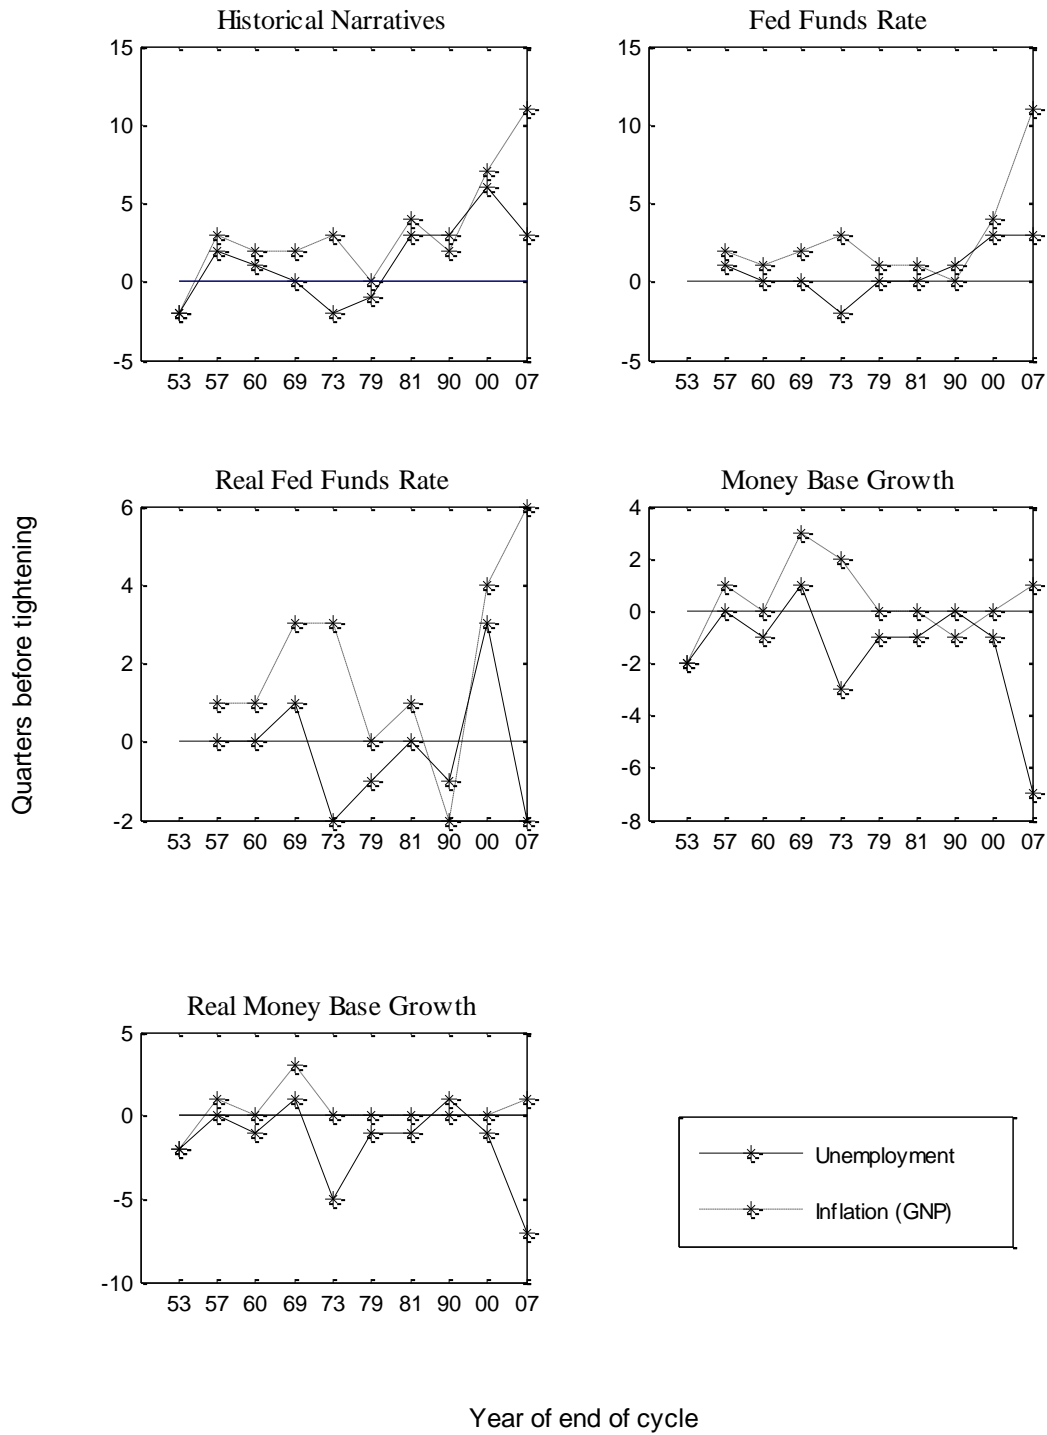 Historical Narratives
15
10
5
0
-5
53 57 60 69 73 79 81 90 00 07
Fed Funds Rate
15
10
5
0
-5
53 57 60 69 73 79 81 90 00 07
Quarters before tightening
Real Fed Funds Rate
6
4
2
0
-2
53 57 60 69 73 79 81 90 00 07
Money Base Growth
4
2
0
-2
-4
-6
-8
53 57 60 69 73 79 81 90 00 07
Real Money Base Growth
5
0
-5
-10
53 57 60 69 73 79 81 90 00 07
Unemployment
Inflation (GNP)
Year of end of cycle